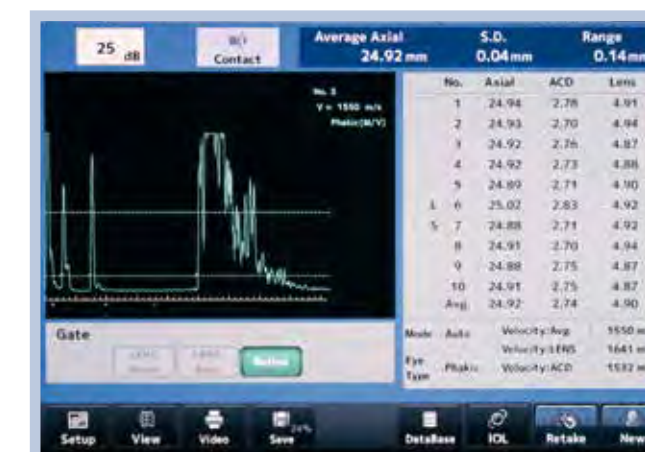 25 dB
Contact
Average Axial
24.92 mm
S.D.
0.04 mm
Range
0.14 mm
No. 3
V = 1550 m/s
Phakic(M/V)
No. Axial ACD Lens
1 24.94 2.78 4.91
2 24.93 2.70 4.94
3 24.92 2.76 4.87
4 24.92 2.73 4.88
5 24.89 2.71 4.90
L 6 25.02 2.83 4.92
S 7 24.88 2.71 4.92
8 24.91 2.70 4.94
9 24.88 2.75 4.87
10 24.91 2.75 4.87
Avg. 24.92 2.74 4.90
Gate
Retina
Mode Auto Velocity:Avg 1550 m
Velocity:LENS 1641 m
Eye Type Phakic Velocity:ACD 1532 m
Setup
View
Video
Save
24%
DataBase
IOL
Retake
New